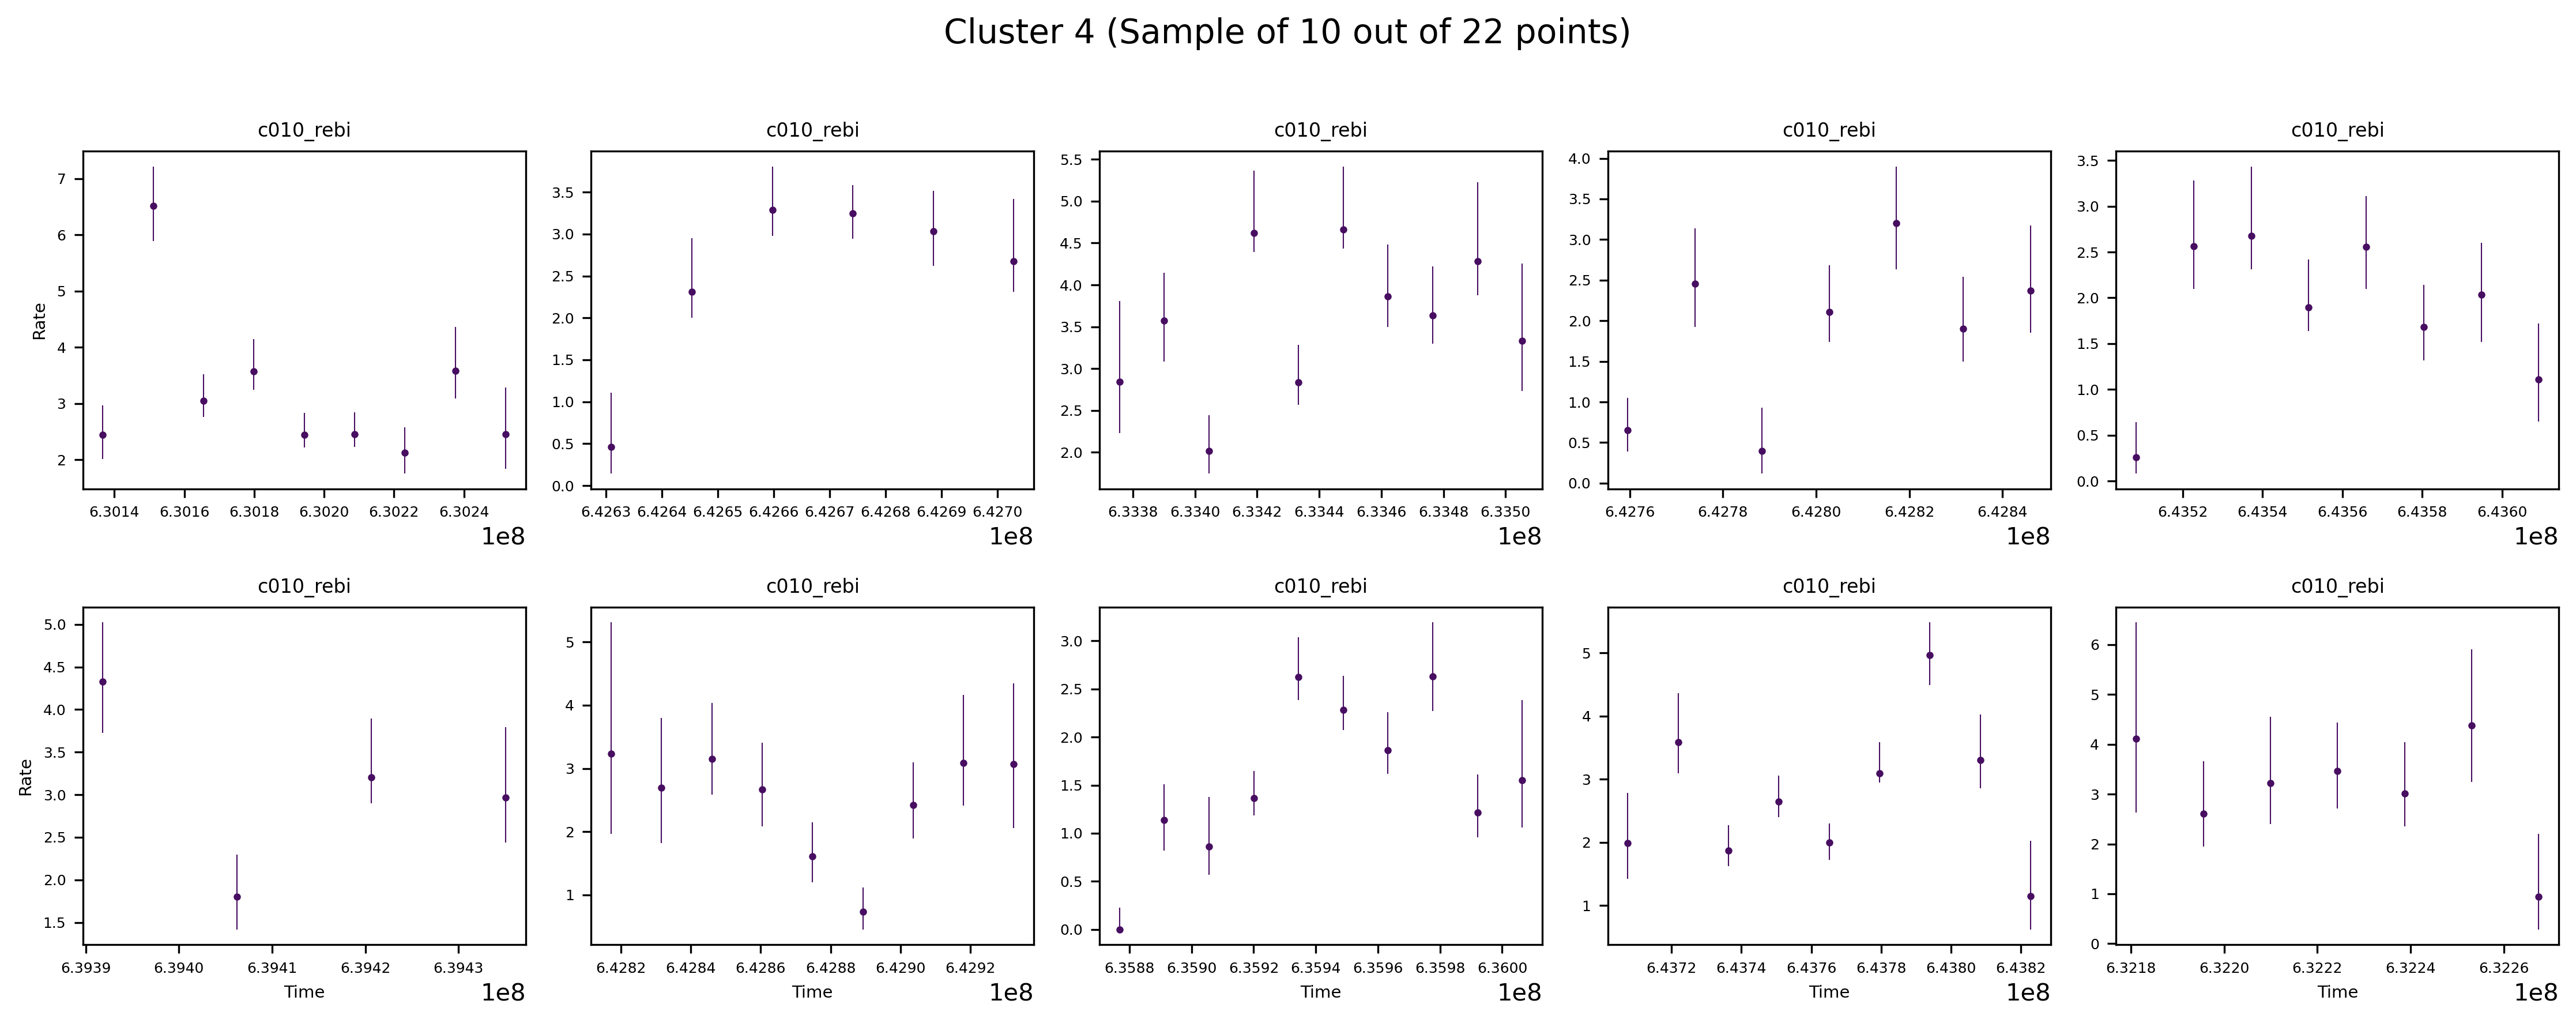 Cluster 4 (Sample of 10 out of 22 points)
c010_rebi c010_rebi c010_rebi c010_rebi c010_rebi
Rate
7
6
5
4
3
2
6.3014 6.3016 6.3018 6.3020 6.3022 6.3024
1e8
3.5
3.0
2.5
2.0
1.5
1.0
0.5
0.0
6.4263 6.4264 6.4265 6.4266 6.4267 6.4268 6.4269 6.4270
1e8
5.5
5.0
4.5
4.0
3.5
3.0
2.5
2.0
6.3338 6.3340 6.3342 6.3344 6.3346 6.3348 6.3350
1e8
4.0
3.5
3.0
2.5
2.0
1.5
1.0
0.5
0.0
6.4276 6.4278 6.4280 6.4282 6.4284
1e8
3.5
3.0
2.5
2.0
1.5
1.0
0.5
0.0
6.4352 6.4354 6.4356 6.4358 6.4360
1e8
c010_rebi c010_rebi c010_rebi c010_rebi c010_rebi
Rate
5.0
4.5
4.0
3.5
3.0
2.5
2.0
1.5
6.3939 6.3940 6.3941 6.3942 6.3943
Time
1e8
5
4
3
2
1
6.4282 6.4284 6.4286 6.4288 6.4290 6.4292
Time
1e8
3.0
2.5
2.0
1.5
1.0
0.5
0.0
6.3588 6.3590 6.3592 6.3594 6.3596 6.3598 6.3600
Time
1e8
5
4
3
2
1
6.4372 6.4374 6.4376 6.4378 6.4380 6.4382
Time
1e8
6
5
4
3
2
1
0
6.3218 6.3220 6.3222 6.3224 6.3226
Time
1e8